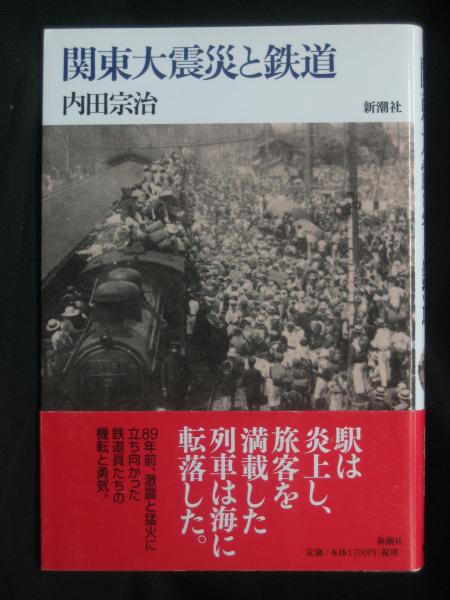 関東大震災と鉄道
内田宗治
新潮社
駅は
炎上し、
旅客を
満載した
列車は海に
転落した。
89年前、激震と猛火に
立ち向かった
鉄道員たちの
機転と勇気。
新潮社
定価:本体1700円(税別)